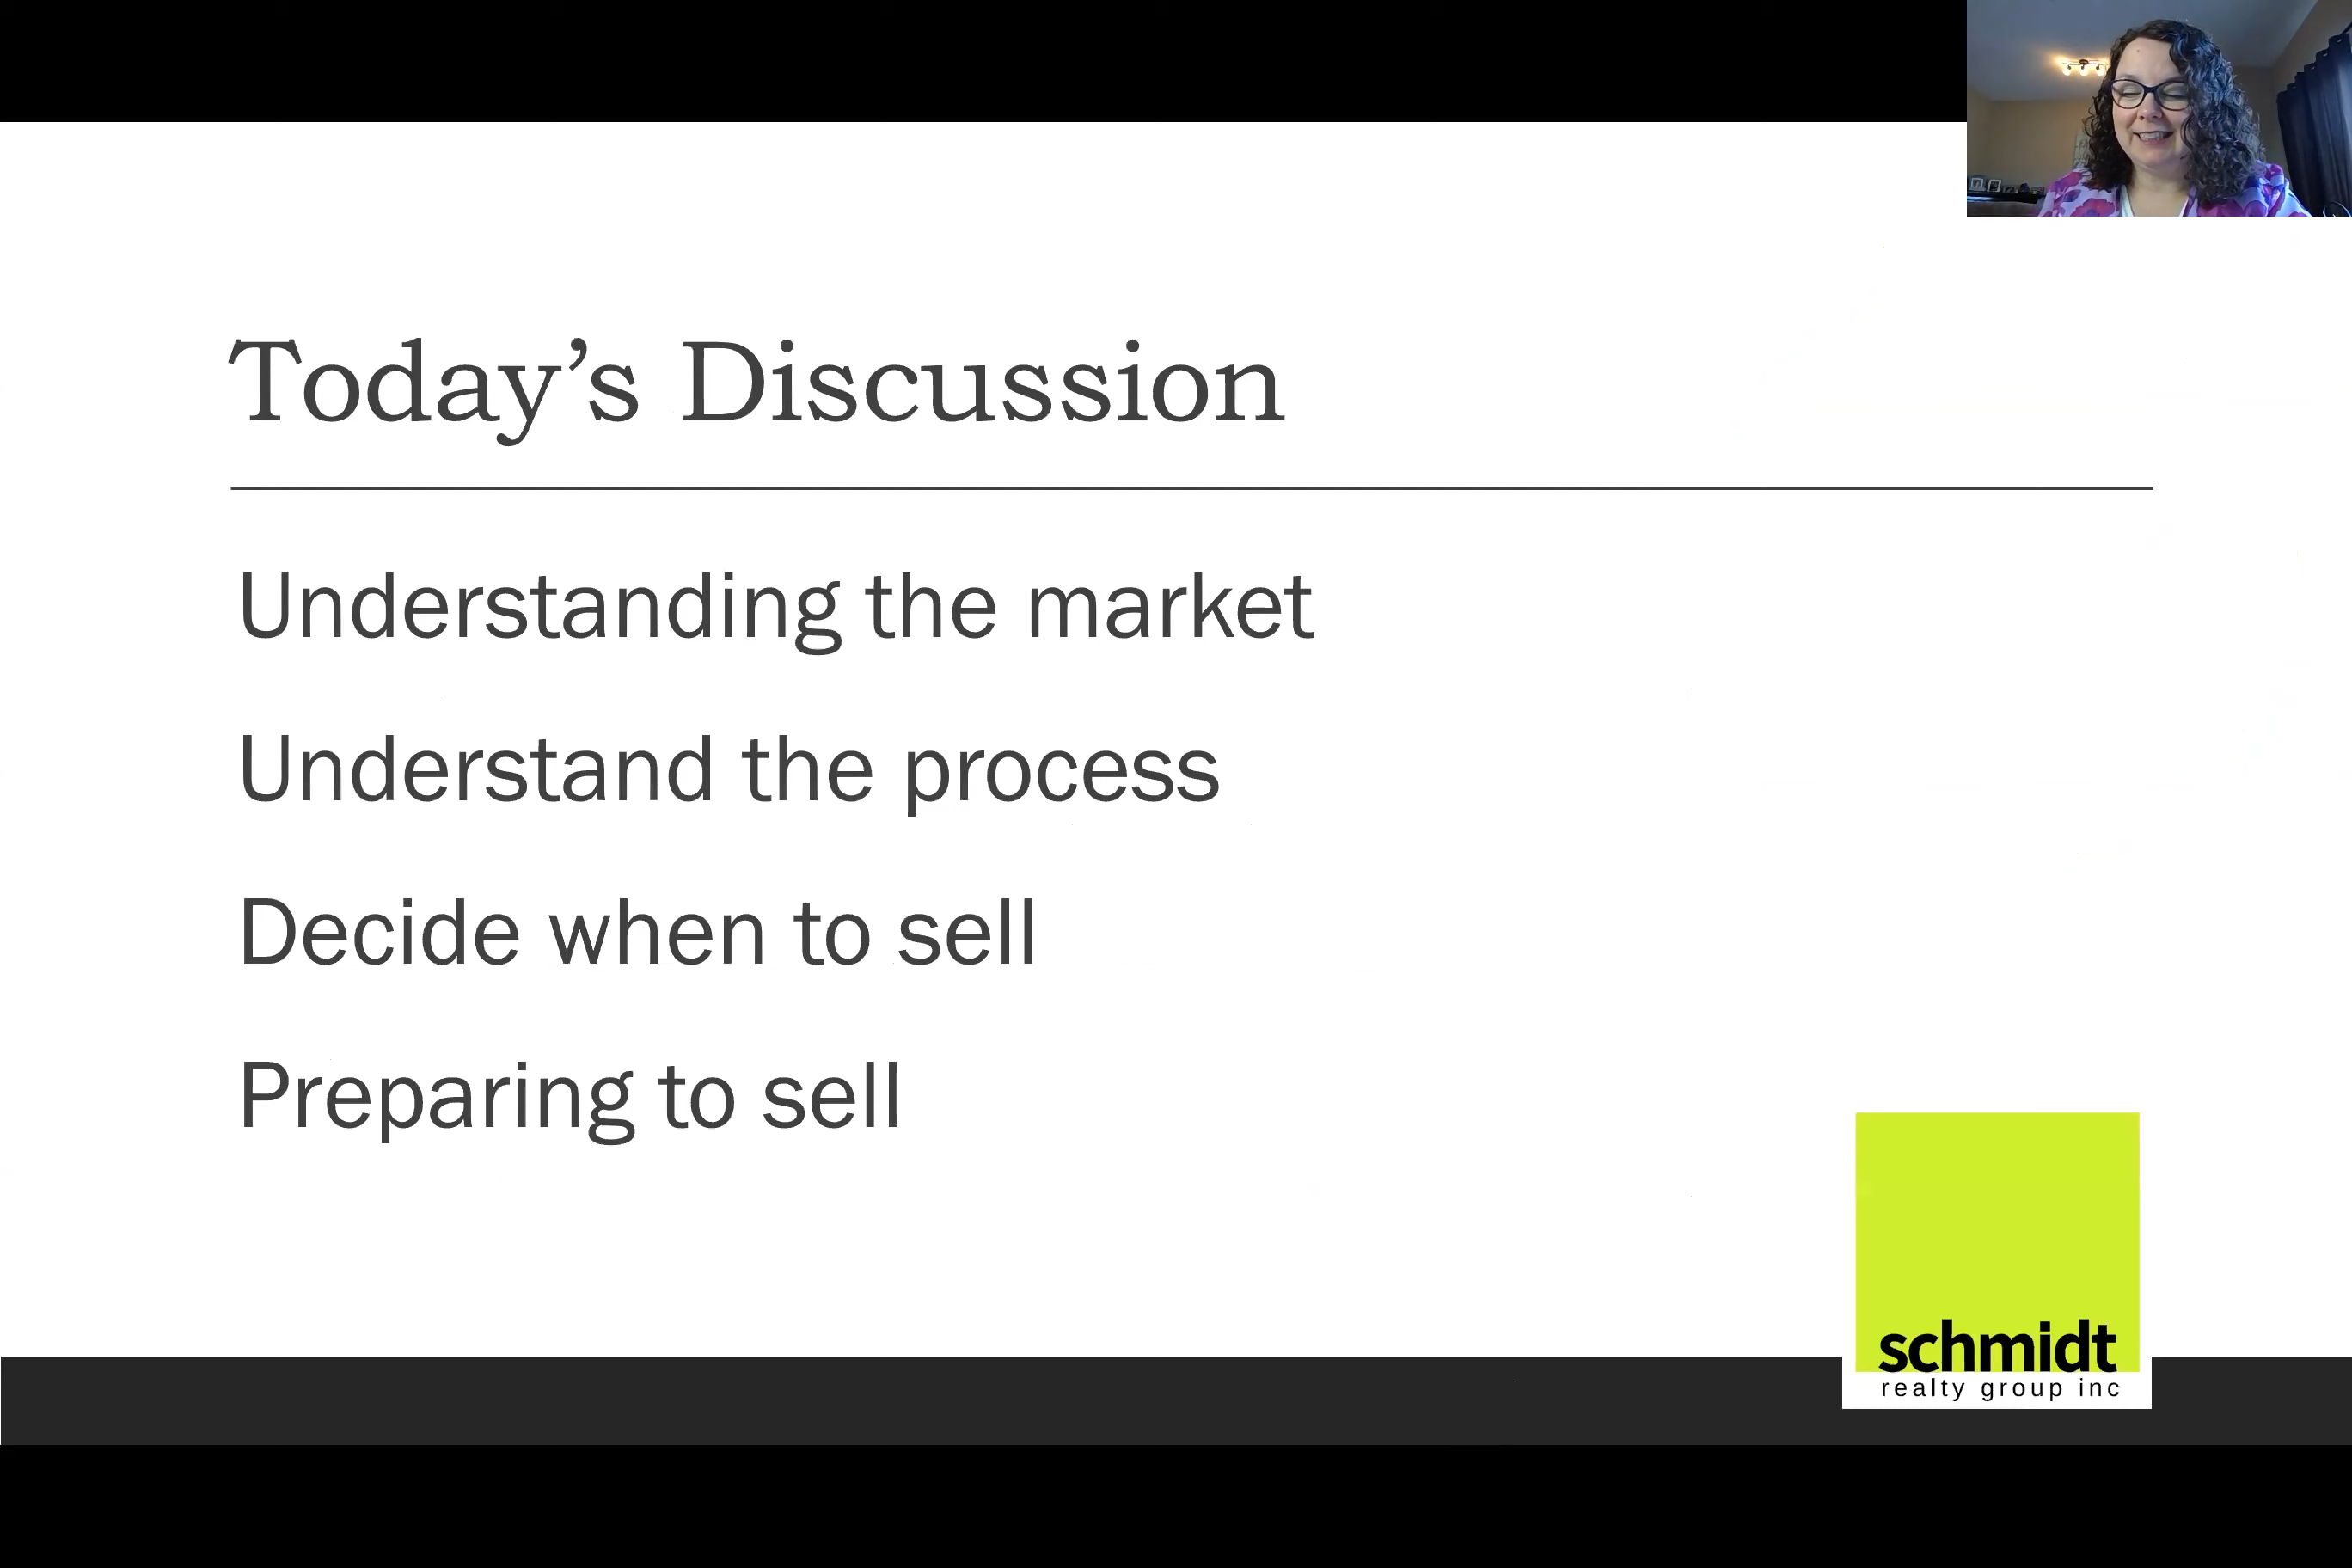 Today’s Discussion
Understanding the market
Understand the process
Decide when to sell
Preparing to sell
schmidt
realty group inc